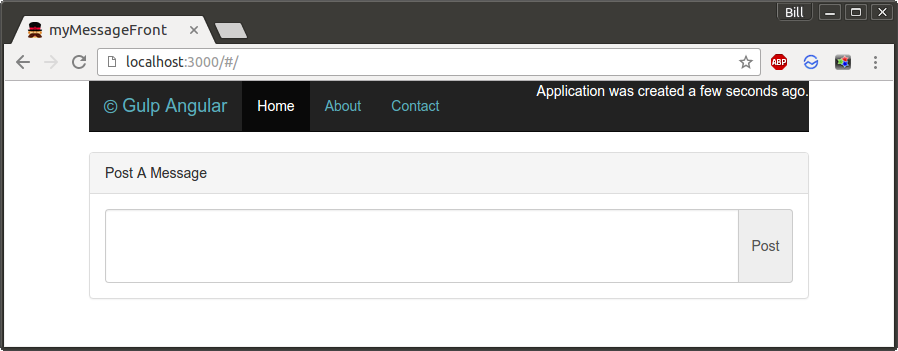 Bill
myMessageFront
localhost:3000/#/
ABP
© Gulp Angular Home About Contact Application was created a few seconds ago.
Post A Message
Post